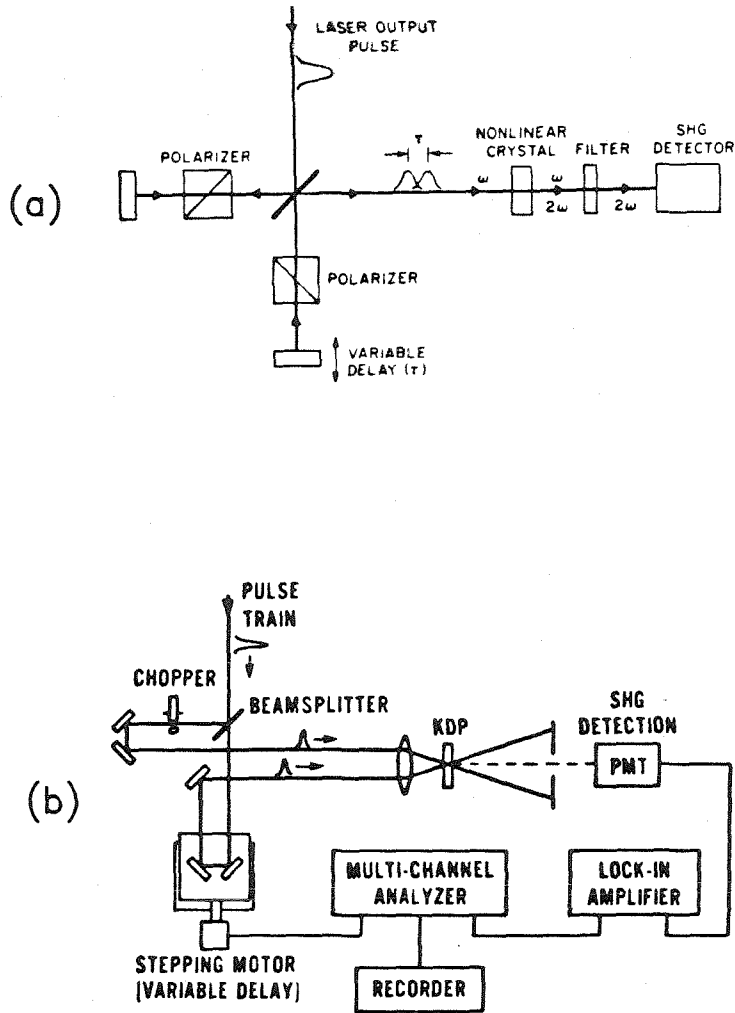 LASER OUTPUT
PULSE
τ
NONLINEAR
CRYSTAL
FILTER
SHG
DETECTOR
POLARIZER
(a)
ω
ω
2ω
2ω
POLARIZER
VARIABLE
DELAY (τ)
PULSE
TRAIN
CHOPPER
BEAMSPLITTER
KDP
SHG
DETECTION
PMT
(b)
MULTI-CHANNEL
ANALYZER
LOCK-IN
AMPLIFIER
STEPPING MOTOR
(VARIABLE DELAY)
RECORDER